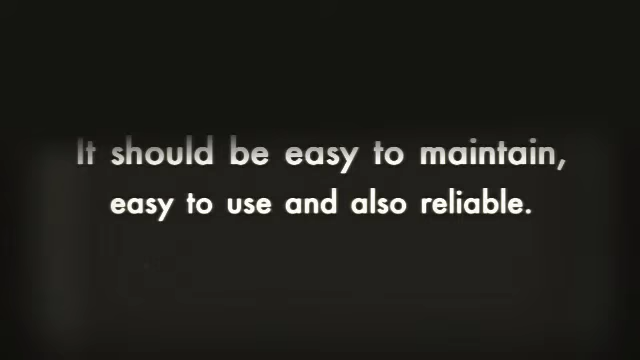 It should be easy to maintain,
easy to use and also reliable.